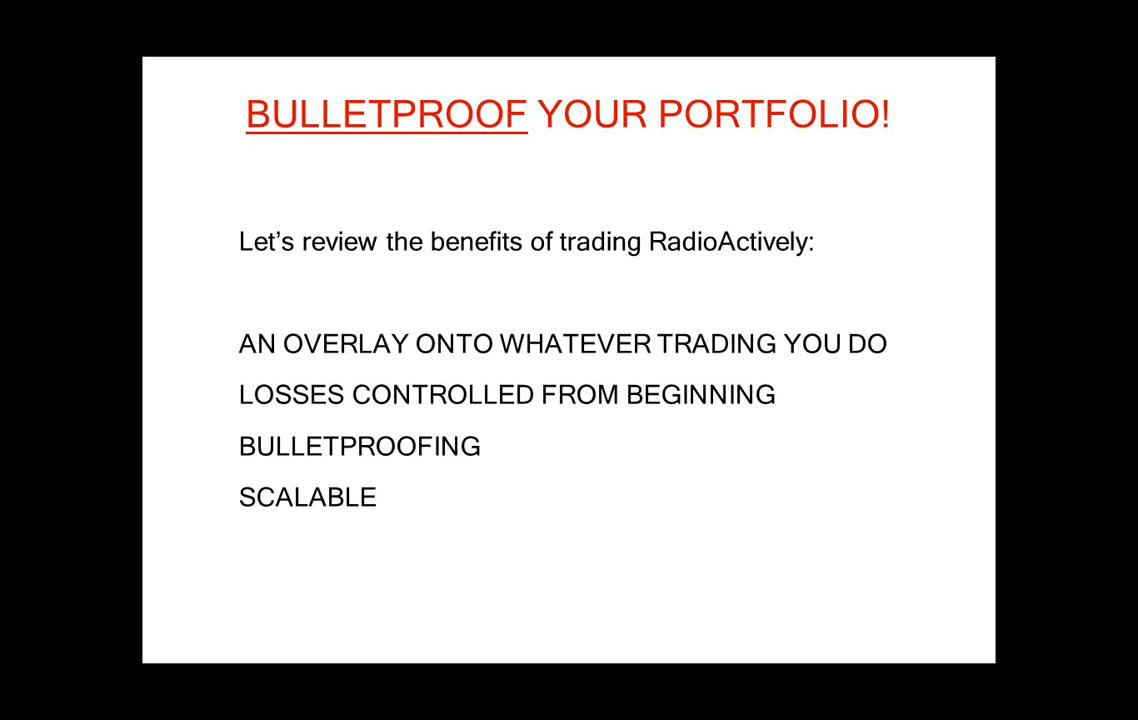 BULLETPROOF YOUR PORTFOLIO!
Let’s review the benefits of trading RadioActively:
AN OVERLAY ONTO WHATEVER TRADING YOU DO
LOSSES CONTROLLED FROM BEGINNING
BULLETPROOFING
SCALABLE